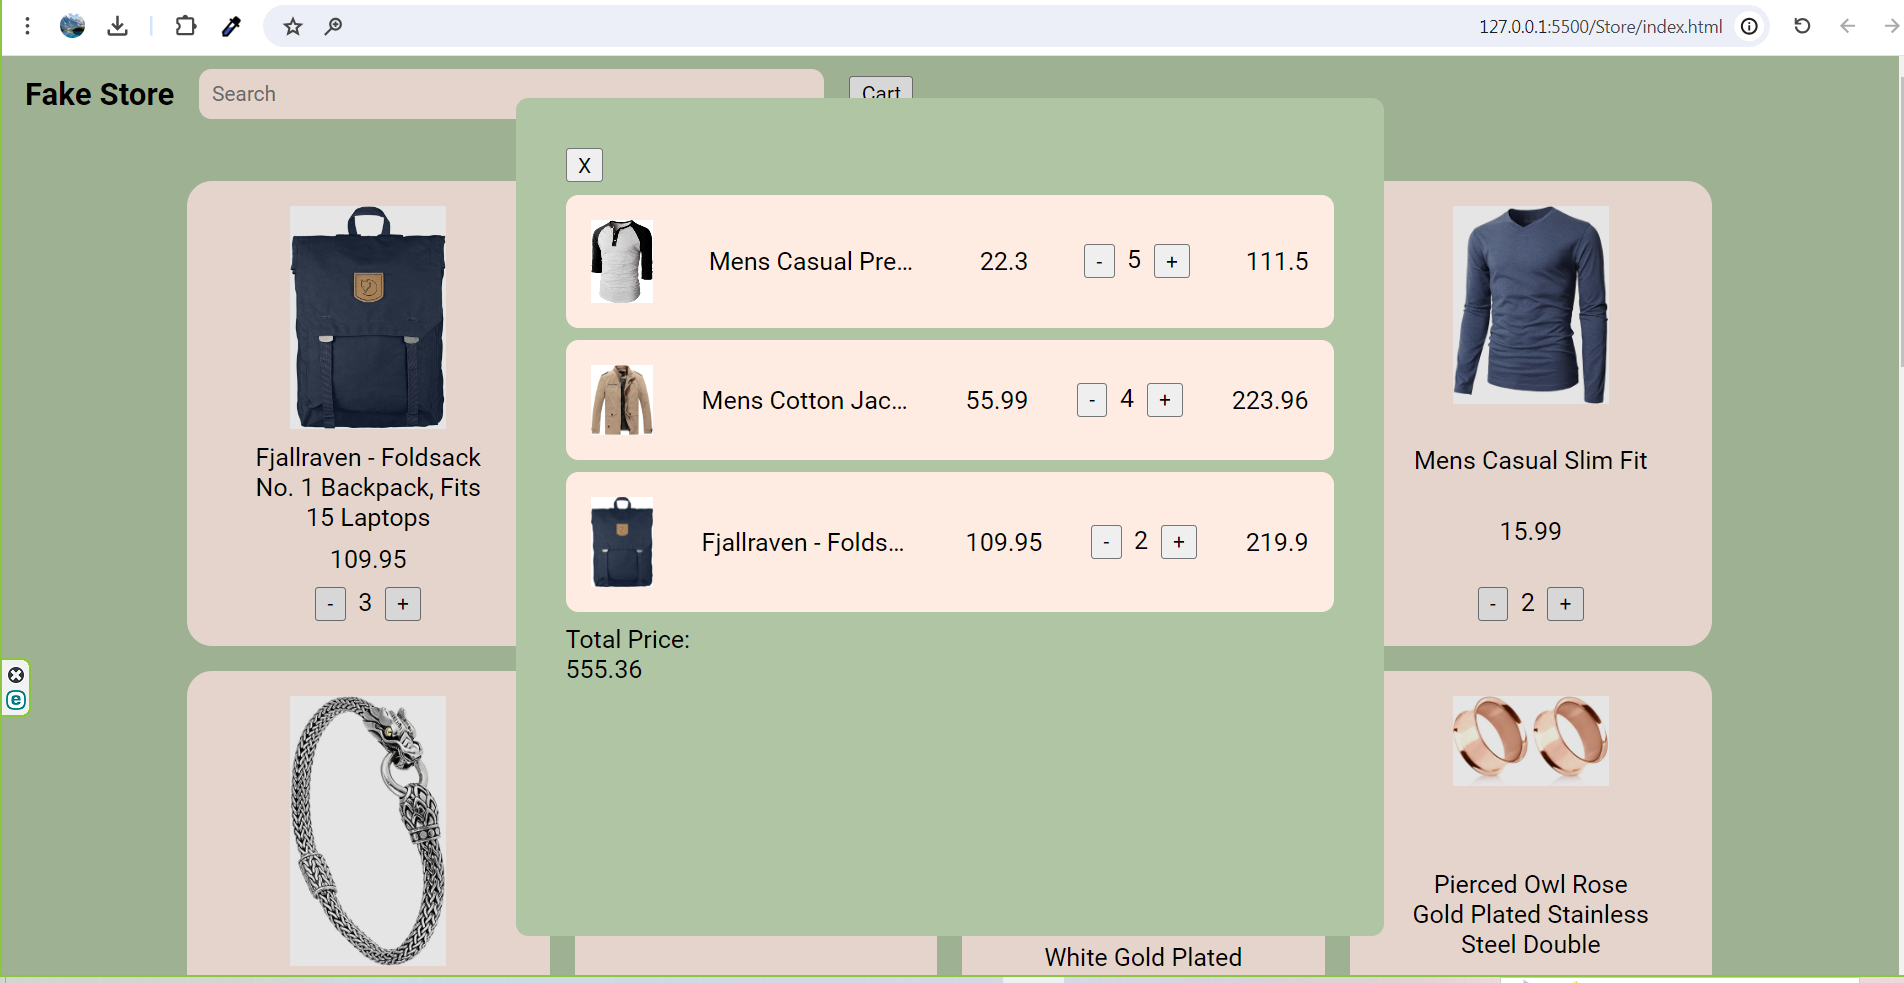 127.0.0.1:5500/Store/index.html
Fake Store
Search
Cart
X
Mens Casual Pre...
22.3
-
5
+
111.5
Mens Cotton Jac...
55.99
-
4
+
223.96
Fjallraven - Folds...
109.95
-
2
+
219.9
Total Price:
555.36
Fjallraven - Foldsack
No. 1 Backpack, Fits
15 Laptops
109.95
-
3
+
Mens Casual Slim Fit
15.99
-
2
+
White Gold Plated
Pierced Owl Rose
Gold Plated Stainless
Steel Double